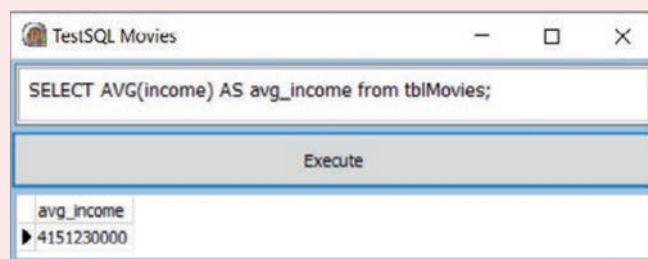 TestSQL Movies
SELECT AVG(income) AS avg_income from tblMovies;
Execute
avg_income
4151230000